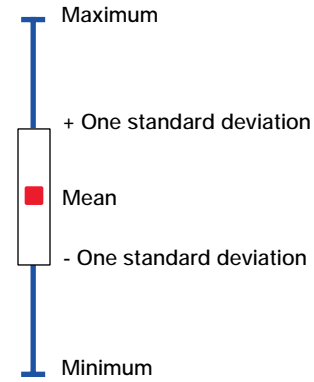 Maximum
+ One standard deviation
Mean
- One standard deviation
Minimum